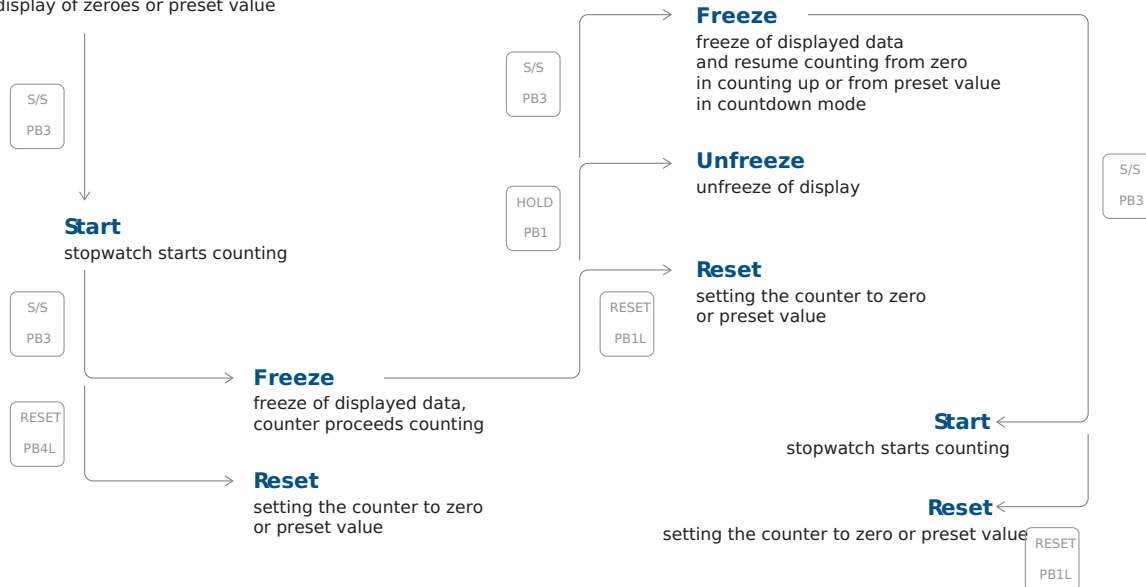 display of zeroes or preset value
S/S
PB3
Start
stopwatch starts counting
S/S
PB3
RESET
PB4L
Freeze
freeze of displayed data,
counter proceeds counting
Reset
setting the counter to zero
or preset value
S/S
PB3
HOLD
PB1
RESET
PB1L
Freeze
freeze of displayed data
and resume counting from zero
in counting up or from preset value
in countdown mode
Unfreeze
unfreeze of display
Reset
setting the counter to zero
or preset value
S/S
PB3
Start
stopwatch starts counting
Reset
setting the counter to zero or preset value
RESET
PB1L